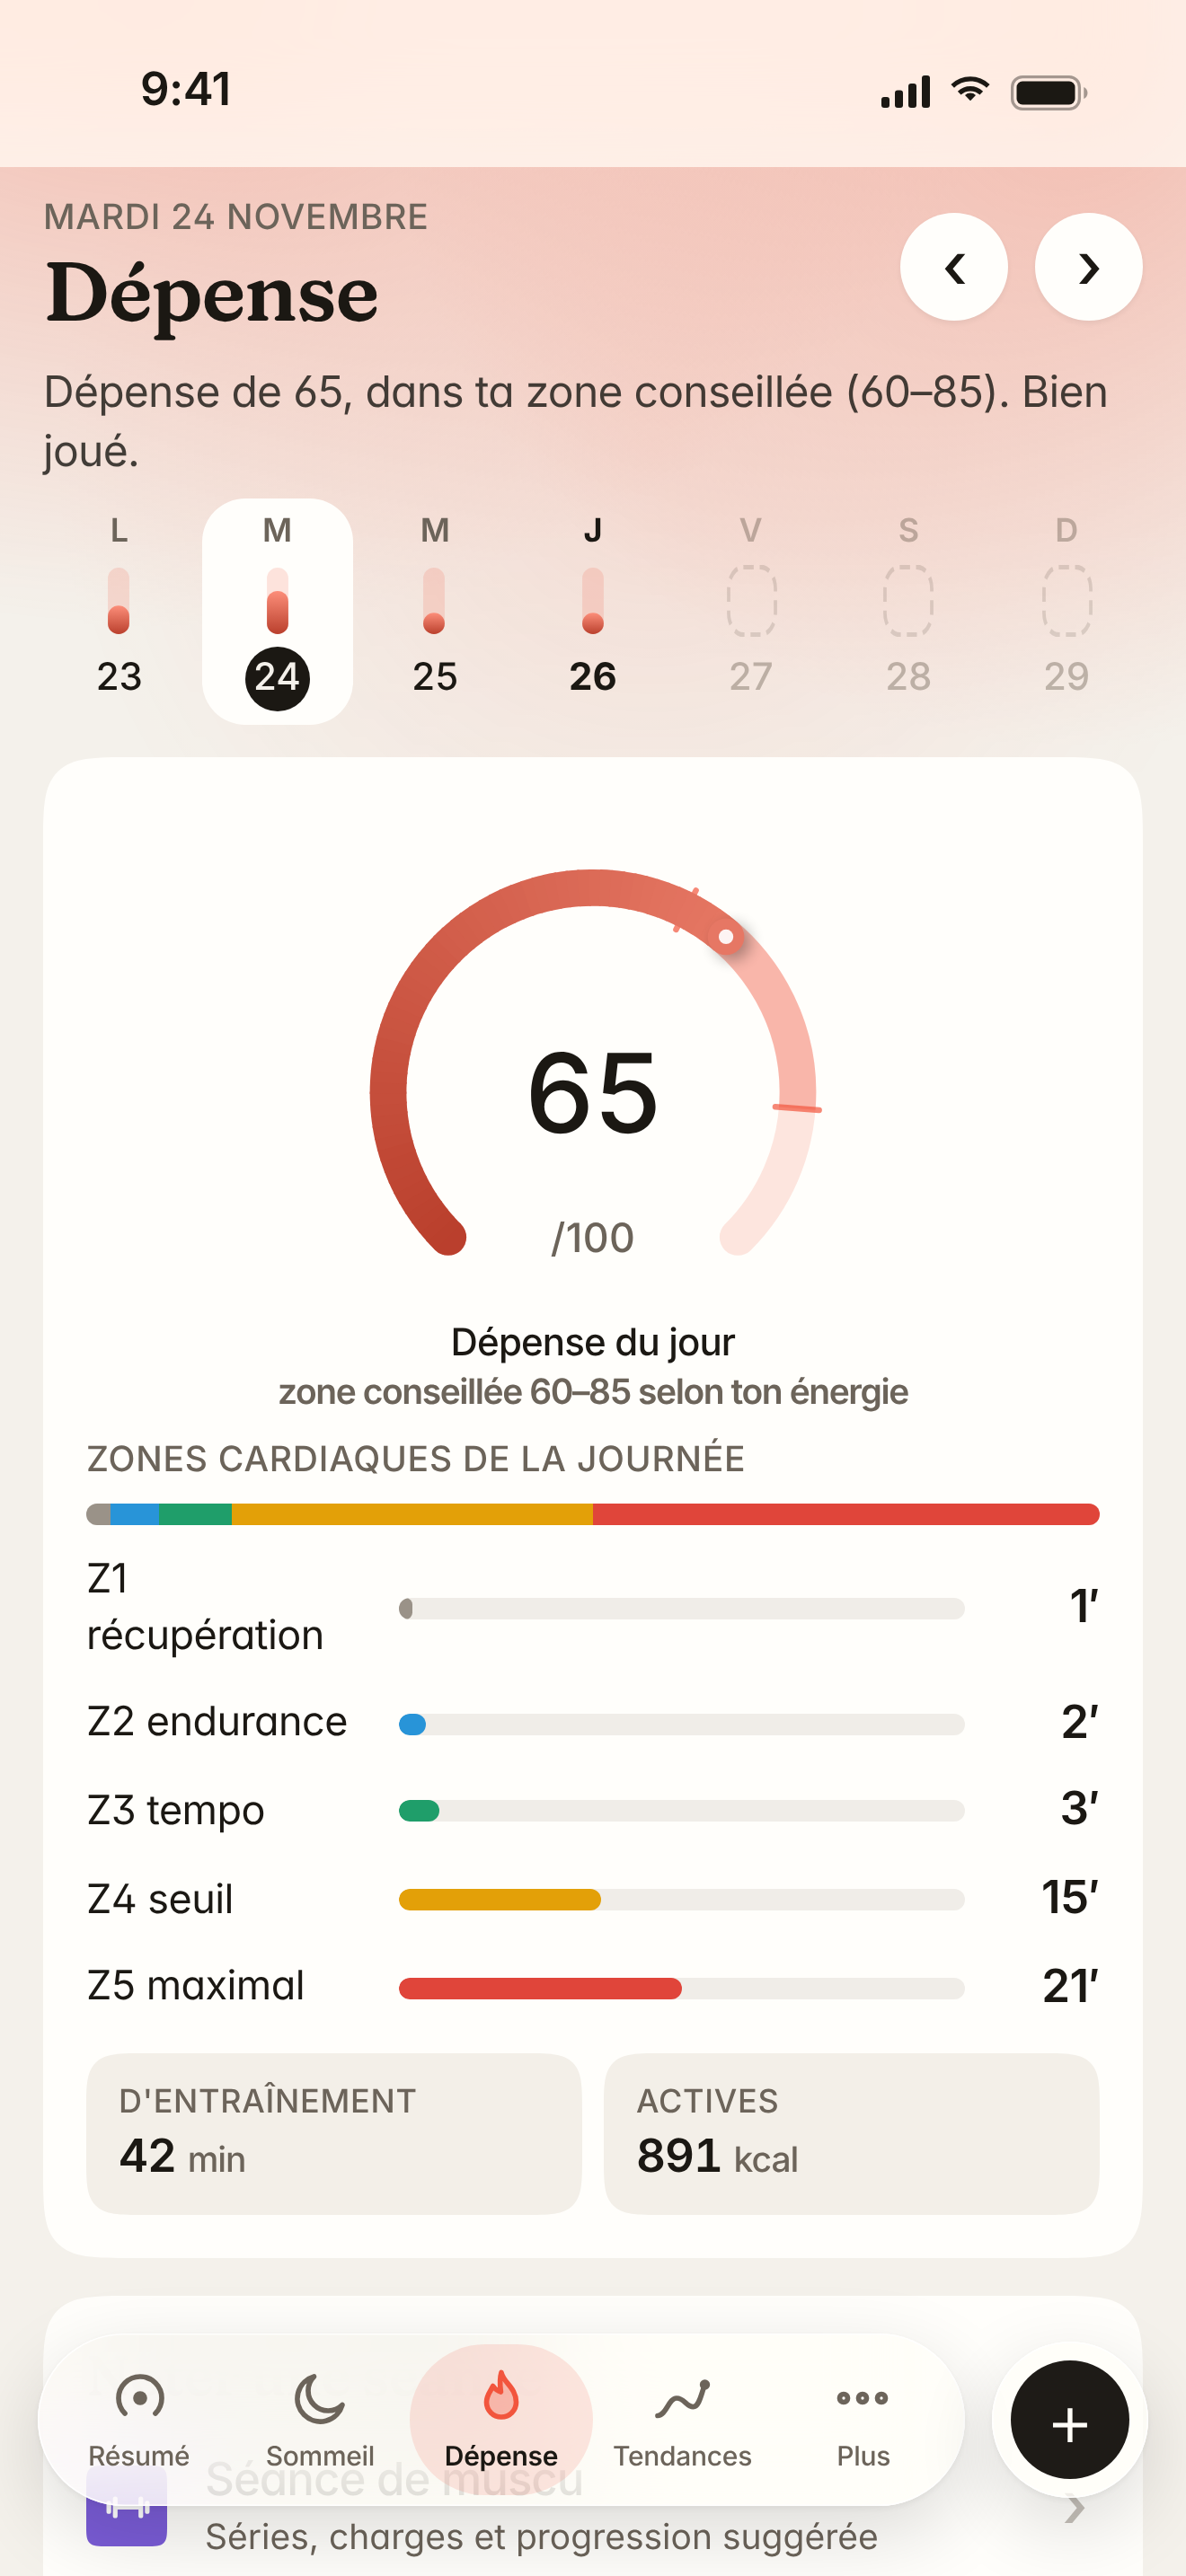 9:41
MARDI 24 NOVEMBRE
Dépense
Dépense de 65, dans ta zone conseillée (60–85). Bien
joué.
L M M J V S D
23 24 25 26 27 28 29
65
/100
Dépense du jour
zone conseillée 60–85 selon ton énergie
ZONES CARDIAQUES DE LA JOURNÉE
Z1
récupération 1′
Z2 endurance 2′
Z3 tempo 3′
Z4 seuil 15′
Z5 maximal 21′
D'ENTRAÎNEMENT ACTIVES
42 min 891 kcal
Résumé Sommeil Dépense Tendances Plus
Séance de muscu
Séries, charges et progression suggérée